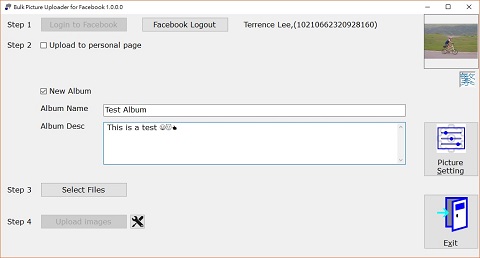 Bulk Picture Uploader for Facebook 1.0.0.0
Step 1 Login to Facebook Facebook Logout Terrence Lee,(10210662320928160)
Step 2 Upload to personal page
繁
New Album
Album Name Test Album
Album Desc This is a test
Picture Setting
Step 3 Select Files
Step 4 Upload Images
Exit